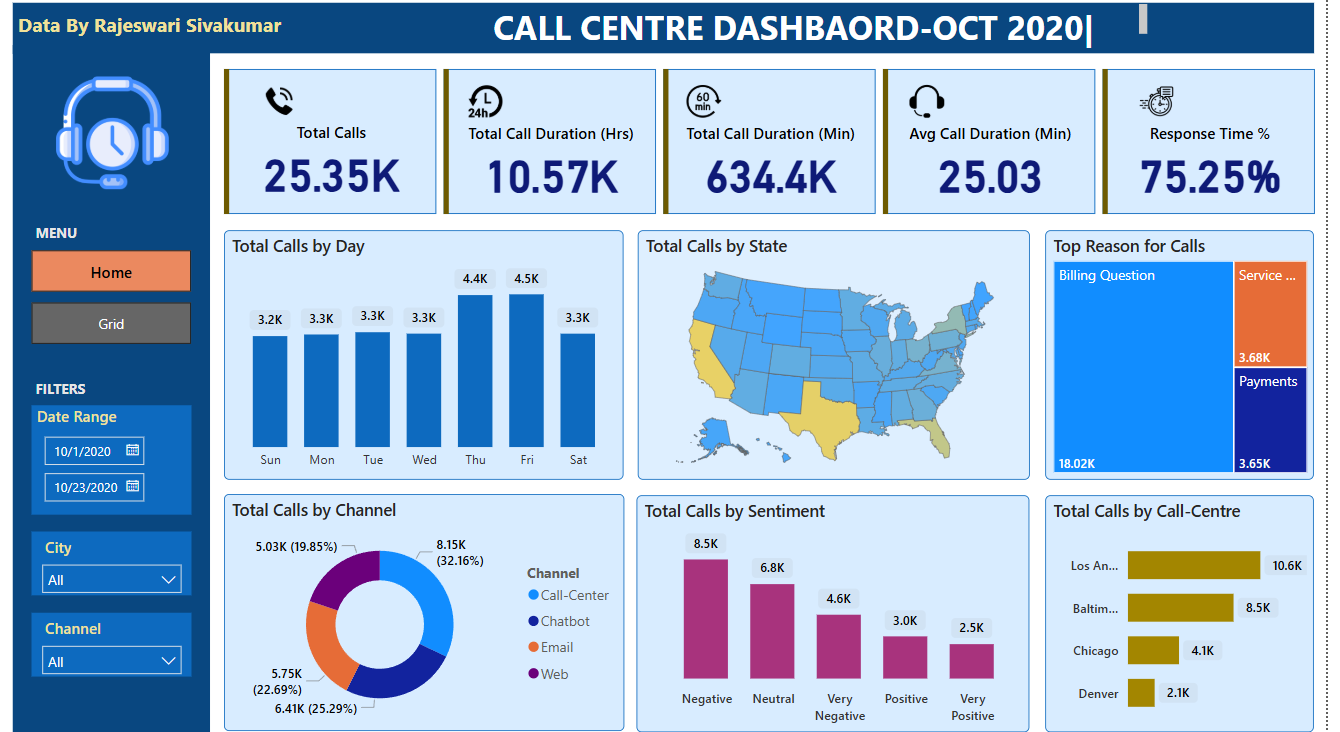 Data By Rajeswari Sivakumar
CALL CENTRE DASHBAORD-OCT 2020|
MENU
Home
Grid
FILTERS
Date Range
10/1/2020
10/23/2020
City
All
Channel
All
Total Calls
25.35K
24h
Total Call Duration (Hrs)
10.57K
60
min
Total Call Duration (Min)
634.4K
Avg Call Duration (Min)
25.03
Response Time %
75.25%
Total Calls by Day
3.2K
3.3K
3.3K
3.3K
4.4K
4.5K
3.3K
Sun
Mon
Tue
Wed
Thu
Fri
Sat
Total Calls by State
Top Reason for Calls
Billing Question
18.02K
Service ...
3.68K
Payments
3.65K
Total Calls by Channel
5.03K (19.85%)
8.15K
(32.16%)
5.75K
(22.69%)
6.41K (25.29%)
Channel
Call-Center
Chatbot
Email
Web
Total Calls by Sentiment
8.5K
6.8K
4.6K
3.0K
2.5K
Negative
Neutral
Very
Negative
Positive
Very
Positive
Total Calls by Call-Centre
Los An... 10.6K
Baltim... 8.5K
Chicago 4.1K
Denver 2.1K